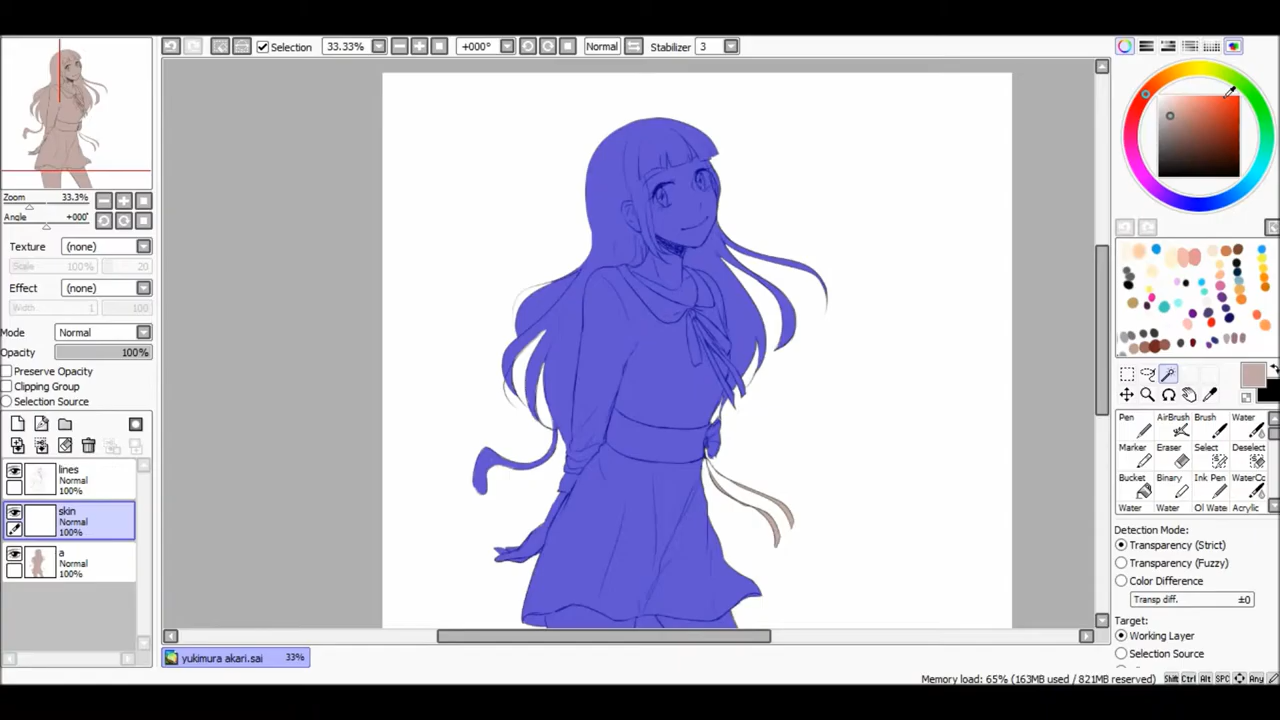 Selection 33.33% +000° Normal Stabilizer 3
Zoom 33.3%
Angle +000°
Texture (none)
Scale 100% 20
Effect (none)
Width 1 100
Mode Normal
Opacity 100%
Preserve Opacity
Clipping Group
Selection Source
lines
Normal
100%
skin
Normal
100%
a
Normal
100%
Pen AirBrush Brush Water
Marker Eraser Select Deselect
Bucket Binary Ink Pen WaterCo
Water Water Oil Wate Acrylic
Detection Mode:
Transparency (Strict)
Transparency (Fuzzy)
Color Difference
Transp diff. ±0
Target:
Working Layer
Selection Source
yukimura akari.sai 33%
Memory load: 65% (163MB used / 821MB reserved) Shift Ctrl Alt SPC Any